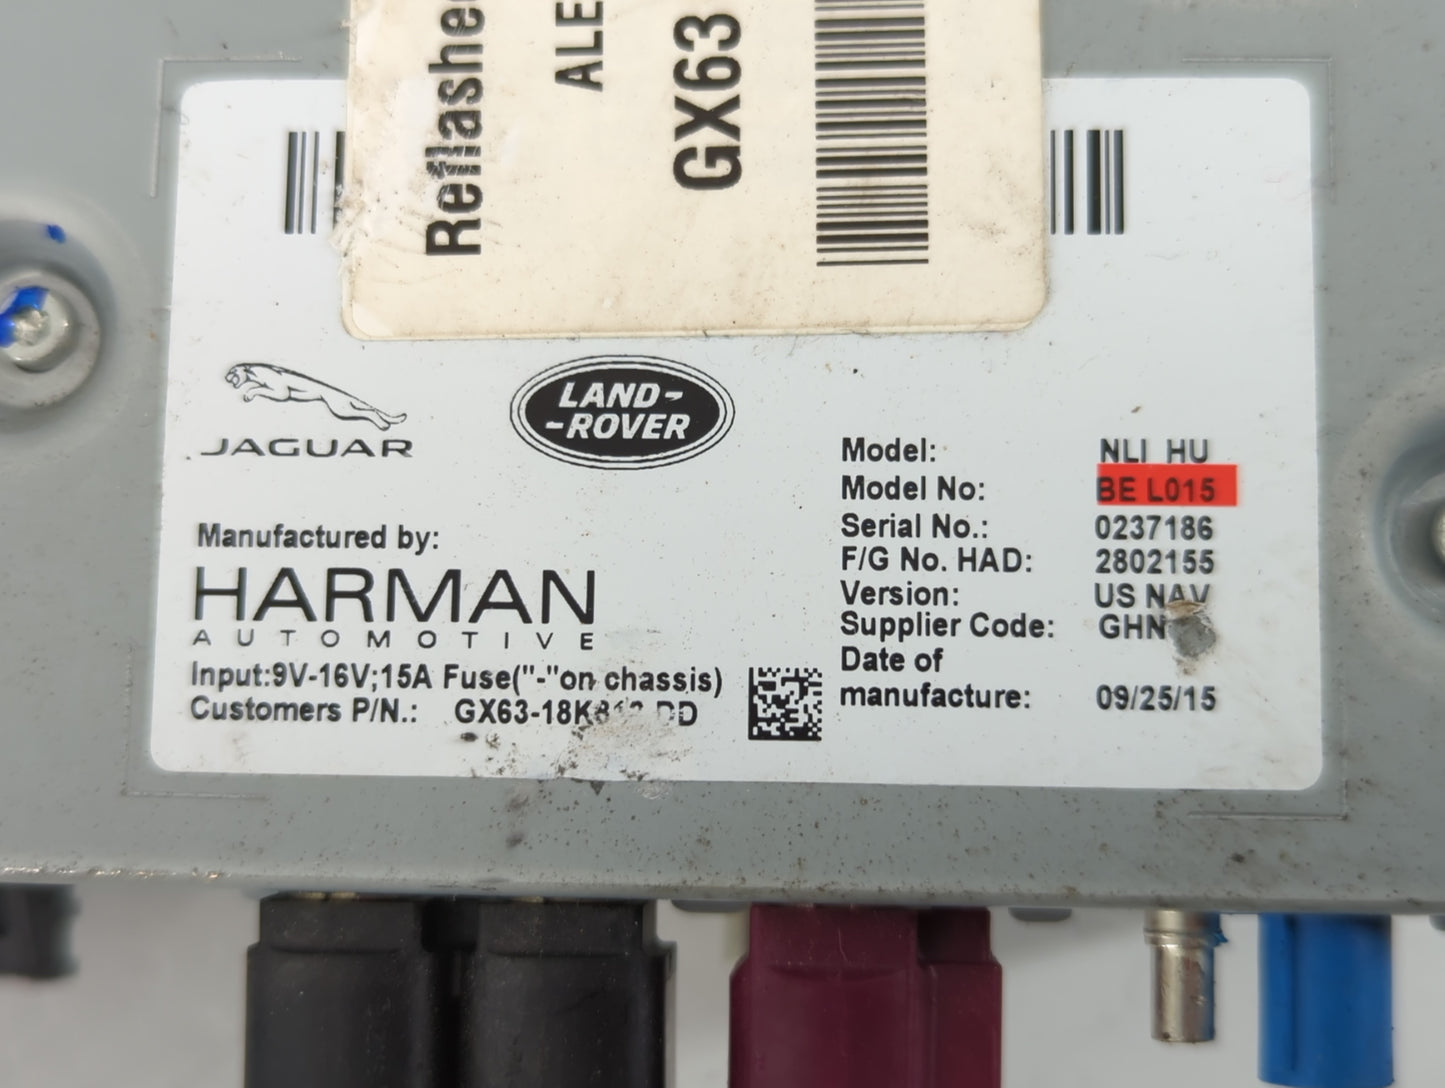 Reflashed
ALE
GX63
JAGUAR
LAND-
-ROVER
Model: NLI HU
Model No: BE L015
Serial No.: 0237186
F/G No. HAD: 2802155
Version: US NAV
Supplier Code: GHN
Date of
manufacture: 09/25/15
Manufactured by:
HARMAN
AUTOMOTIVE
Input:9V-16V;15A Fuse("-"on chassis)
Customers P/N.: